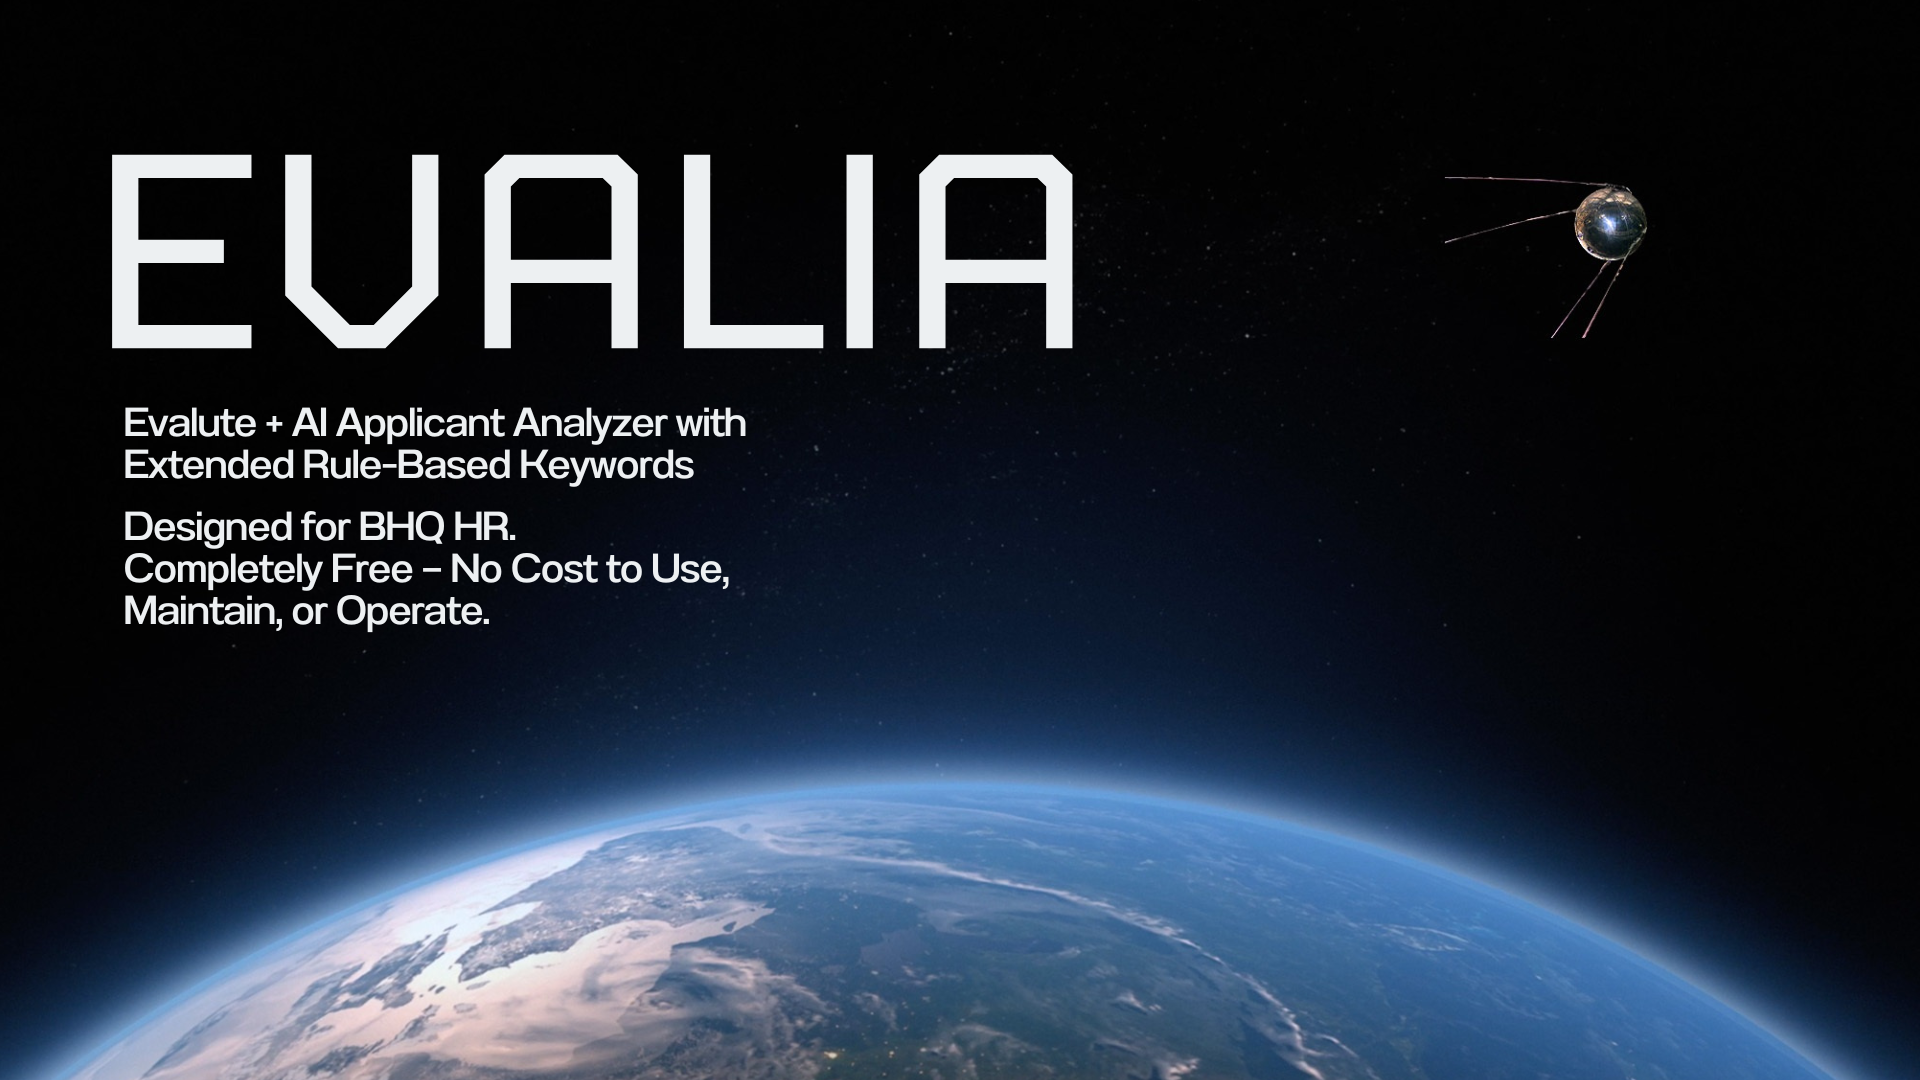 EVALIA
Evalute + AI Applicant Analyzer with
Extended Rule-Based Keywords
Designed for BHQ HR.
Completely Free – No Cost to Use,
Maintain, or Operate.